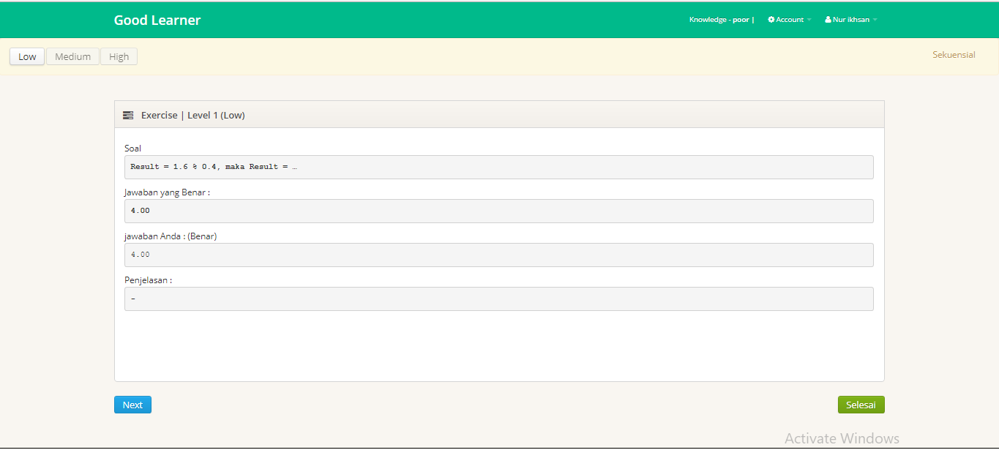 Good Learner
Knowledge - poor | Account Nur ikhsan
Low Medium High
Sekuensial
Exercise | Level 1 (Low)
Soal
Result = 1.6 % 0.4, maka Result = …
Jawaban yang Benar :
4.00
jawaban Anda : (Benar)
4.00
Penjelasan :
-
Next
Selesai
Activate Windows